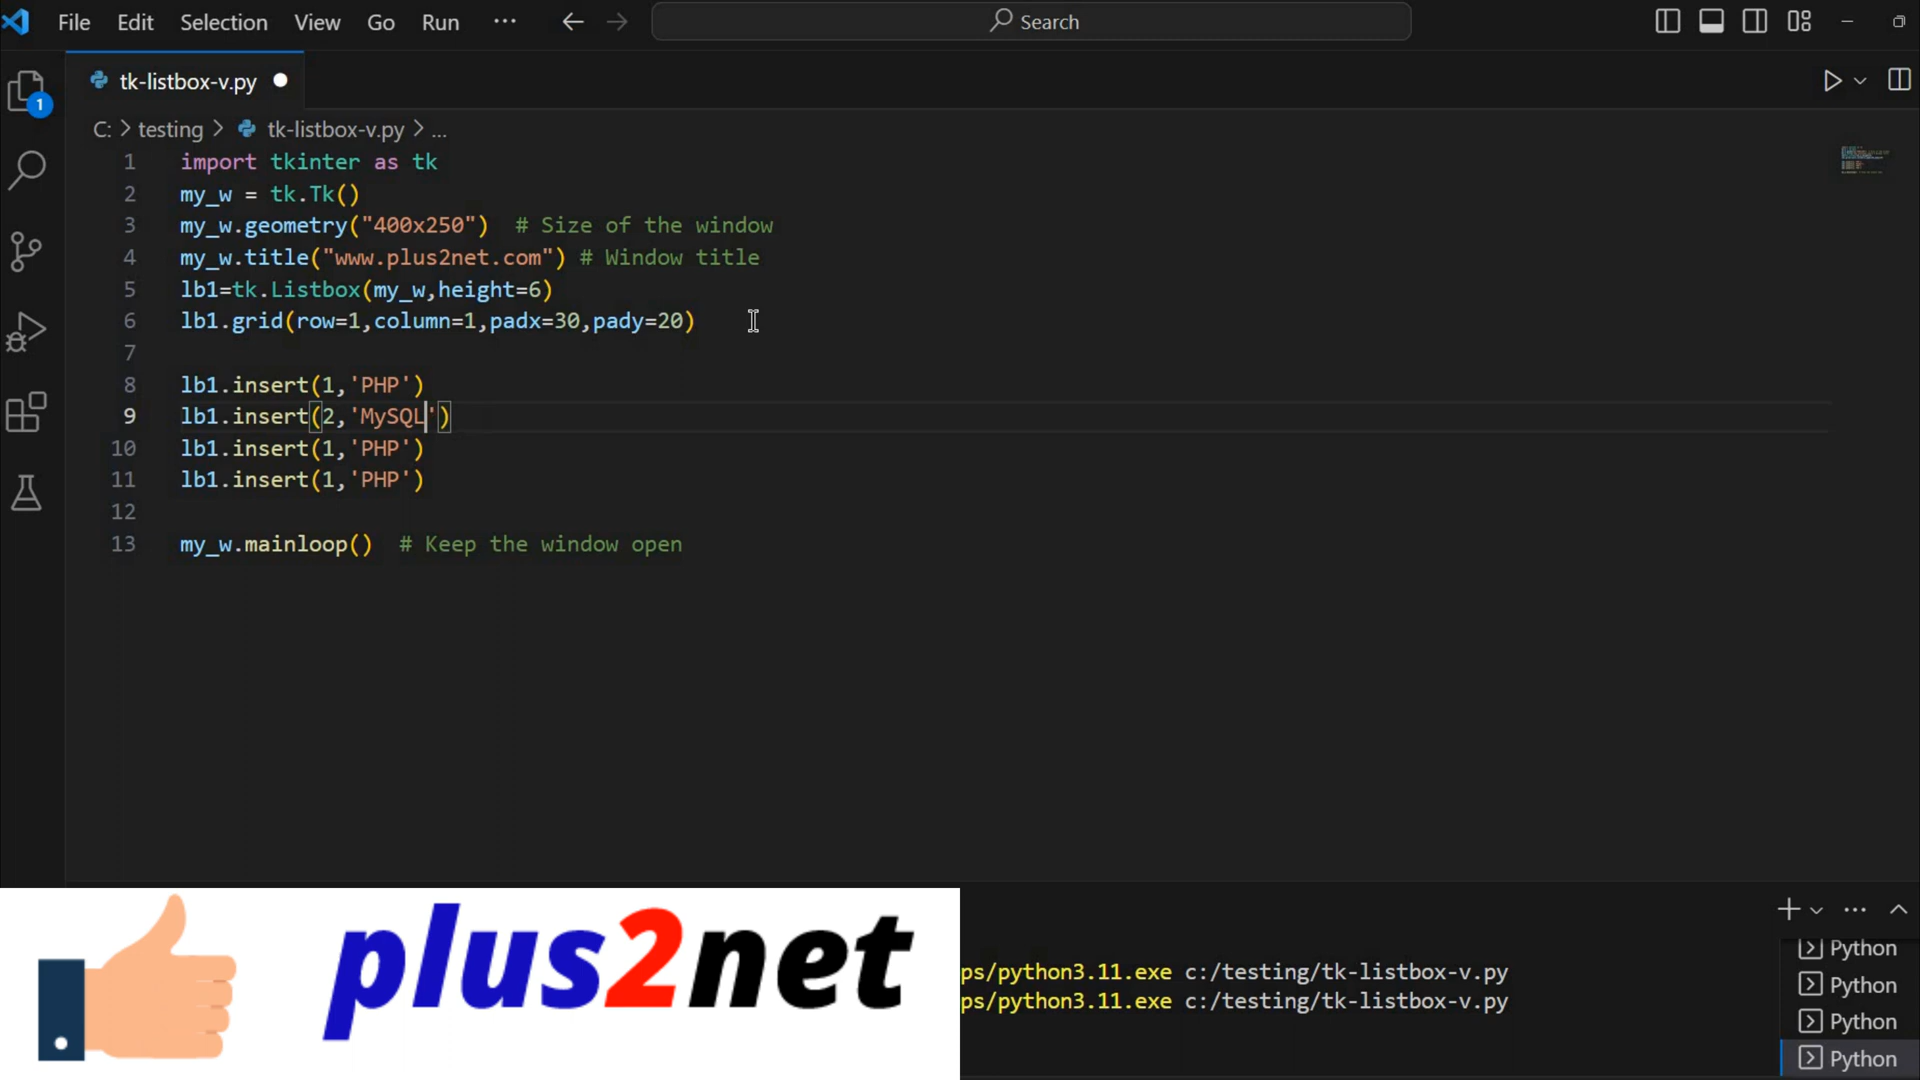 File Edit Selection View Go Run ··· Search
tk-listbox-v.py
1
C: > testing > tk-listbox-v.py > ...
1 import tkinter as tk
2 my_w = tk.Tk()
3 my_w.geometry("400x250")  # Size of the window
4 my_w.title("www.plus2net.com") # Window title
5 lb1=tk.Listbox(my_w,height=6)
6 lb1.grid(row=1,column=1,padx=30,pady=20)
7
8 lb1.insert(1,'PHP')
9 lb1.insert(2,'MySQL')
10 lb1.insert(1,'PHP')
11 lb1.insert(1,'PHP')
12
13 my_w.mainloop()  # Keep the window open
plus2net
ps/python3.11.exe c:/testing/tk-listbox-v.py
ps/python3.11.exe c:/testing/tk-listbox-v.py
Python
Python
Python
Python